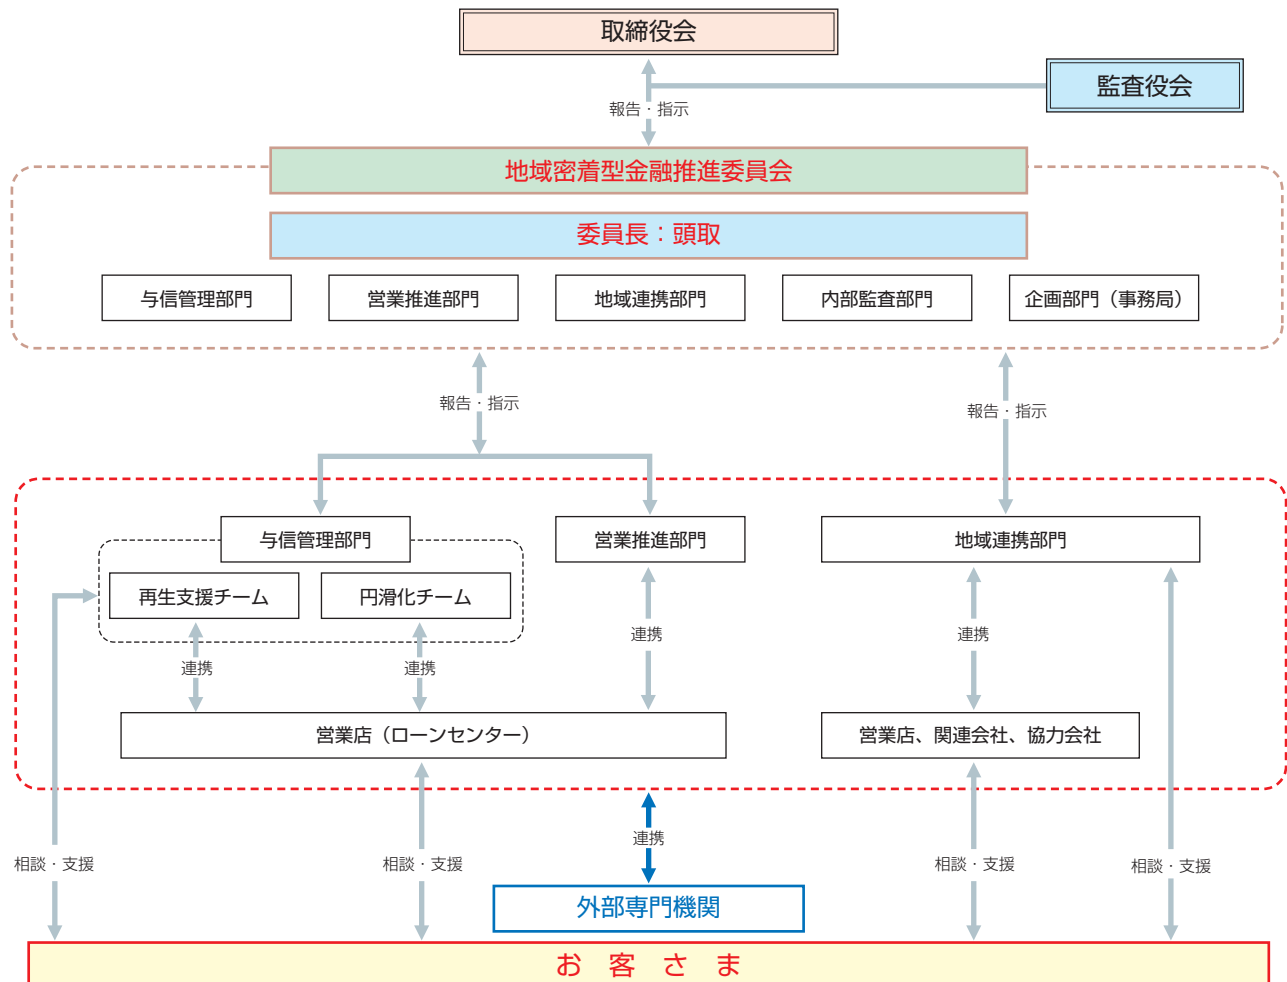 取締役会
監査役会
報告・指示
地域密着型金融推進委員会
委員長：頭取
与信管理部門
営業推進部門
地域連携部門
内部監査部門
企画部門（事務局）
報告・指示
報告・指示
与信管理部門
営業推進部門
地域連携部門
再生支援チーム
円滑化チーム
連携
連携
連携
連携
営業店（ローンセンター）
営業店、関連会社、協力会社
連携
相談・支援
相談・支援
相談・支援
相談・支援
外部専門機関
お客さま